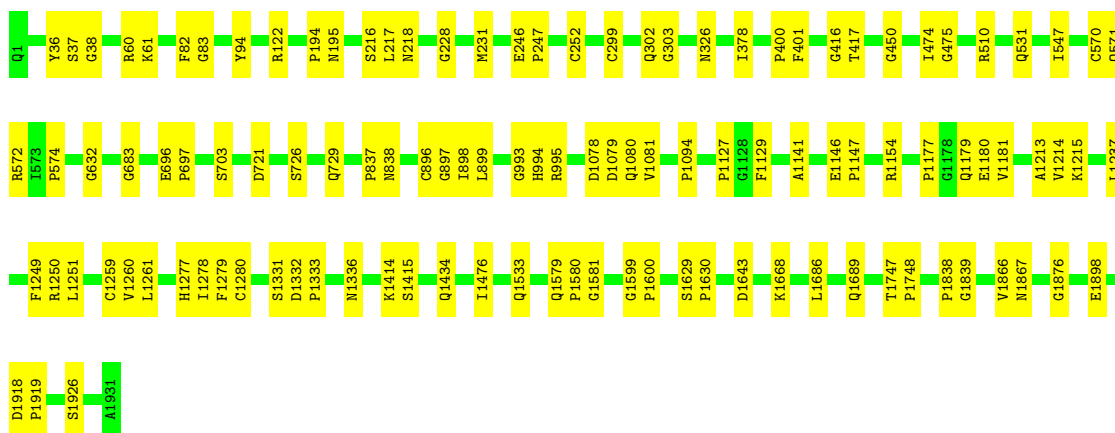 Q1 Y36 S37 G38 R60 K61 F82 G83 Y94 R122 P194 N195 S216 L217 N218 G228 M231 E246 P247 C252 C299 Q302 G303 N326 I378 P400 F401 G416 T417 G450 I474 G475 R510 Q531 I547 C570
R572 I573 P574 G632 G683 E696 P697 S703 D721 S726 Q729 P837 N838 C896 G897 I898 L899 G993 H994 R995 D1078 D1079 Q1080 V1081 P1094 P1127 G1128 F1129 A1141 E1146 P1147 R1154 P1177 G1178 Q1179 E1180 V1181 A1213 V1214 K1215
F1249 R1250 L1251 C1259 V1260 L1261 H1277 I1278 F1279 C1280 S1331 D1332 P1333 N1336 K1414 S1415 Q1434 I1476 Q1533 Q1579 P1580 G1581 G1599 P1600 S1629 P1630 D1643 K1668 L1686 Q1689 T1747 P1748 P1838 G1839 V1866 N1867 G1876 E1898
D1918 P1919 S1926 A1931